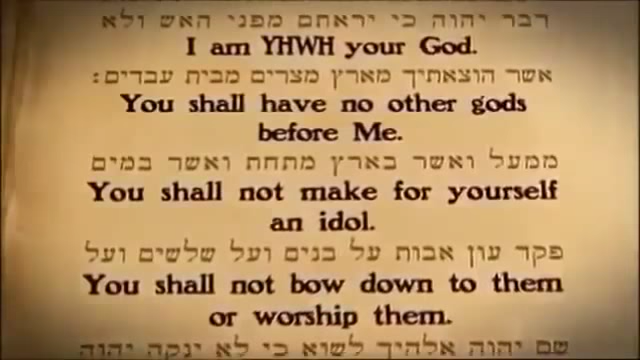 דבר יהוה כי יראתם מפני האש ולא
I am YHWH your God.
אשר הוצאתיך מארץ מצרים מבית עבדים :
You shall have no other gods
before Me.
ממעל ואשר בארץ מתחת ואשר במים
You shall not make for yourself
an idol.
פקד עון אבות על בנים ועל שלשים ועל
You shall not bow down to them
or worship them.
שם יהוה אלהיך לשוא כי לא ינקה יהוה